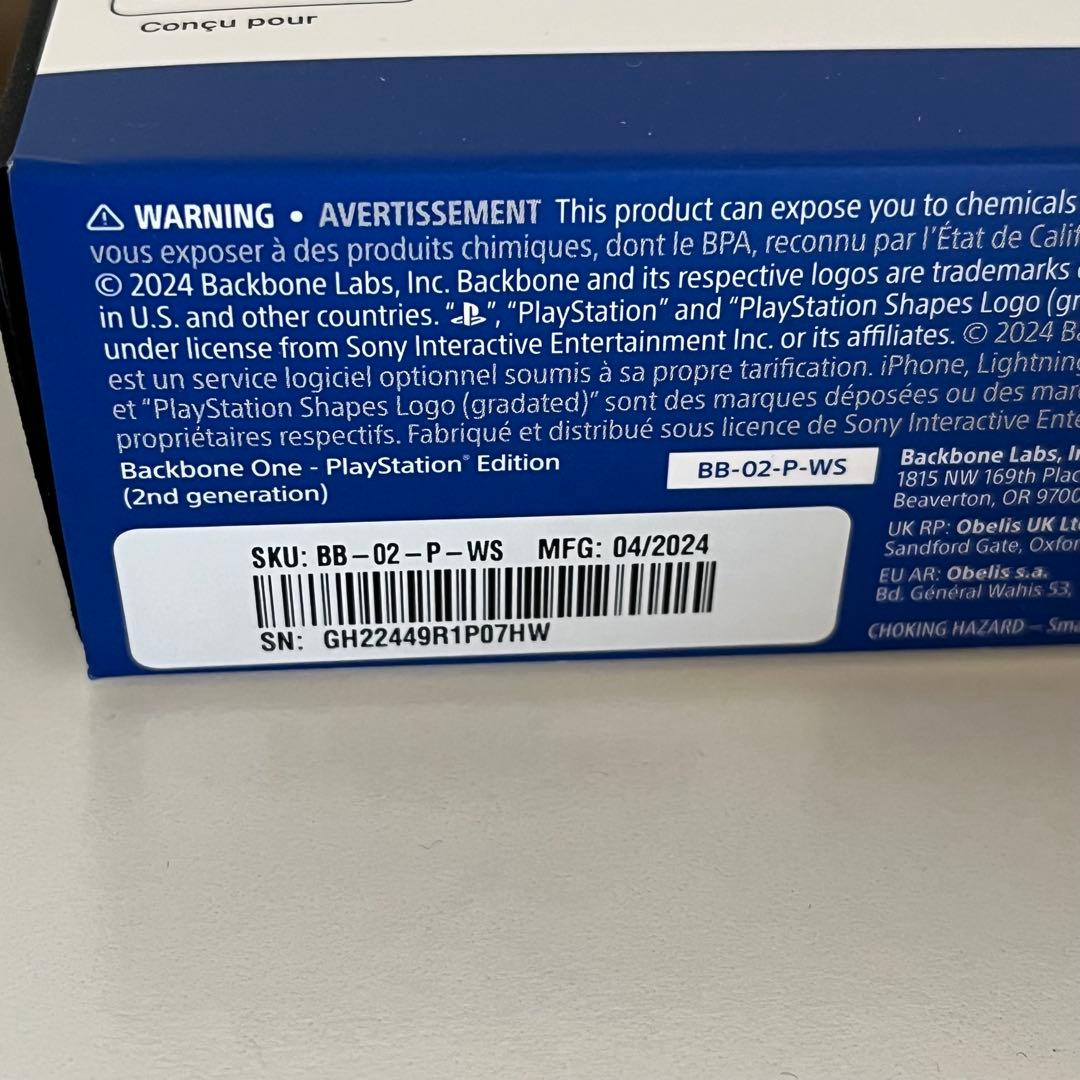 Conçu pour
⚠ WARNING • AVERTISSEMENT This product can expose you to chemicals
vous exposer à des produits chimiques, dont le BPA, reconnu par l'État de
© 2024 Backbone Labs, Inc. Backbone and its respective logos are trademarks
in U.S. and other countries. " ", "PlayStation" and "PlayStation Shapes Logo
under license from Sony Interactive Entertainment Inc. or its affiliates. © 2024
est un service logiciel optionnel soumis à sa propre tarification. iPhone, Lightning
et "PlayStation Shapes Logo (gradated)" sont des marques déposées ou des
propriétaires respectifs. Fabriqué et distribué sous licence de Sony Interactive
Backbone One - PlayStation® Edition
(2nd generation)
BB-02-P-WS
Backbone Labs,
1815 NW 169th
Beaverton, OR
UK RP: Obelis UK
Sandford Gate,
EU AR: Obelis s.a.
Bd. Général Wahis 53,
CHOKING HAZARD –
SKU: BB-02-P-WS MFG: 04/2024
SN: GH22449R1P07HW